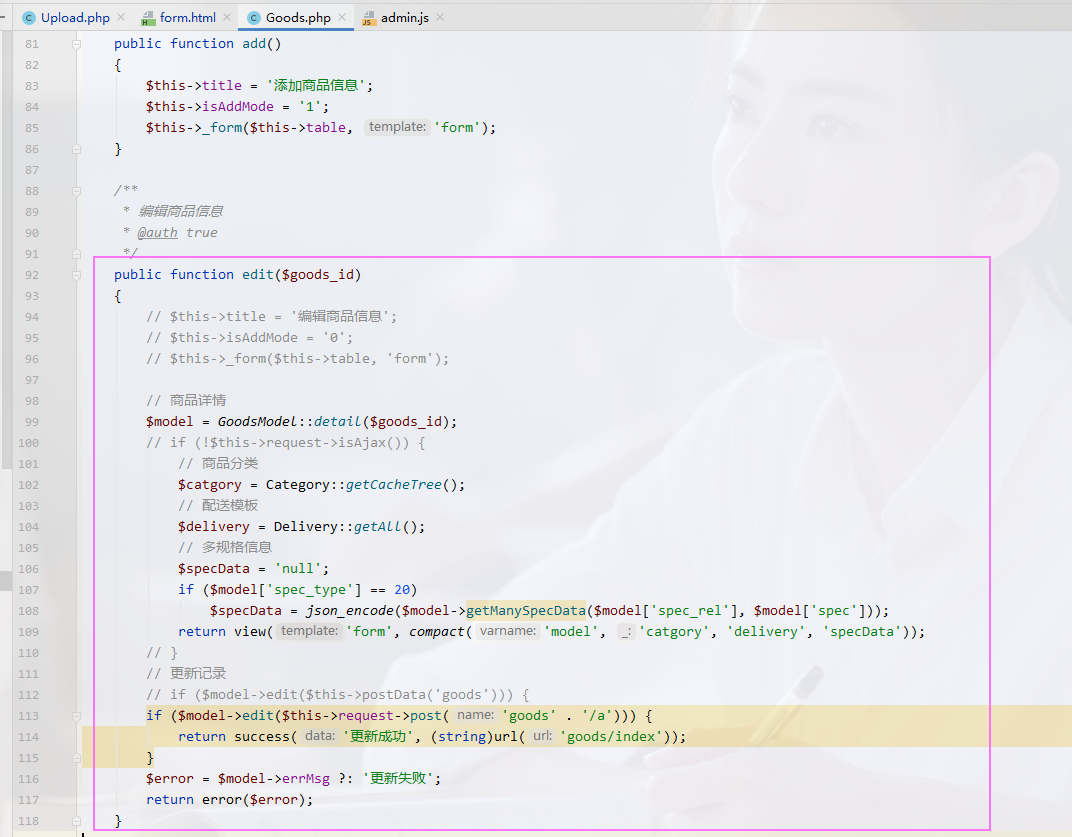 Upload.php form.html Goods.php admin.js
81 public function add()
82 {
83 $this->title = '添加商品信息';
84 $this->isAddMode = '1';
85 $this->_form($this->table, template: 'form');
86 }
87
88 /**
89 * 编辑商品信息
90 * @auth true
91 */
92 public function edit($goods_id)
93 {
94 // $this->title = '编辑商品信息';
95 // $this->isAddMode = '0';
96 // $this->_form($this->table, 'form');
97
98 // 商品详情
99 $model = GoodsModel::detail($goods_id);
100 // if (!$this->request->isAjax()) {
101 // 商品分类
102 $catgory = Category::getCacheTree();
103 // 配送模板
104 $delivery = Delivery::getAll();
105 // 多规格信息
106 $specData = 'null';
107 if ($model['spec_type'] == 20)
108 $specData = json_encode($model->getManySpecData($model['spec_rel'], $model['spec']));
109 return view( template: 'form', compact( varname: 'model', _: 'catgory', 'delivery', 'specData'));
110 // }
111 // 更新记录
112 // if ($model->edit($this->postData('goods'))) {
113 if ($model->edit($this->request->post( name: 'goods' . '/a'))) {
114 return success( data: '更新成功', (string)url( url: 'goods/index'));
115 }
116 $error = $model->errMsg ?: '更新失败';
117 return error($error);
118 }